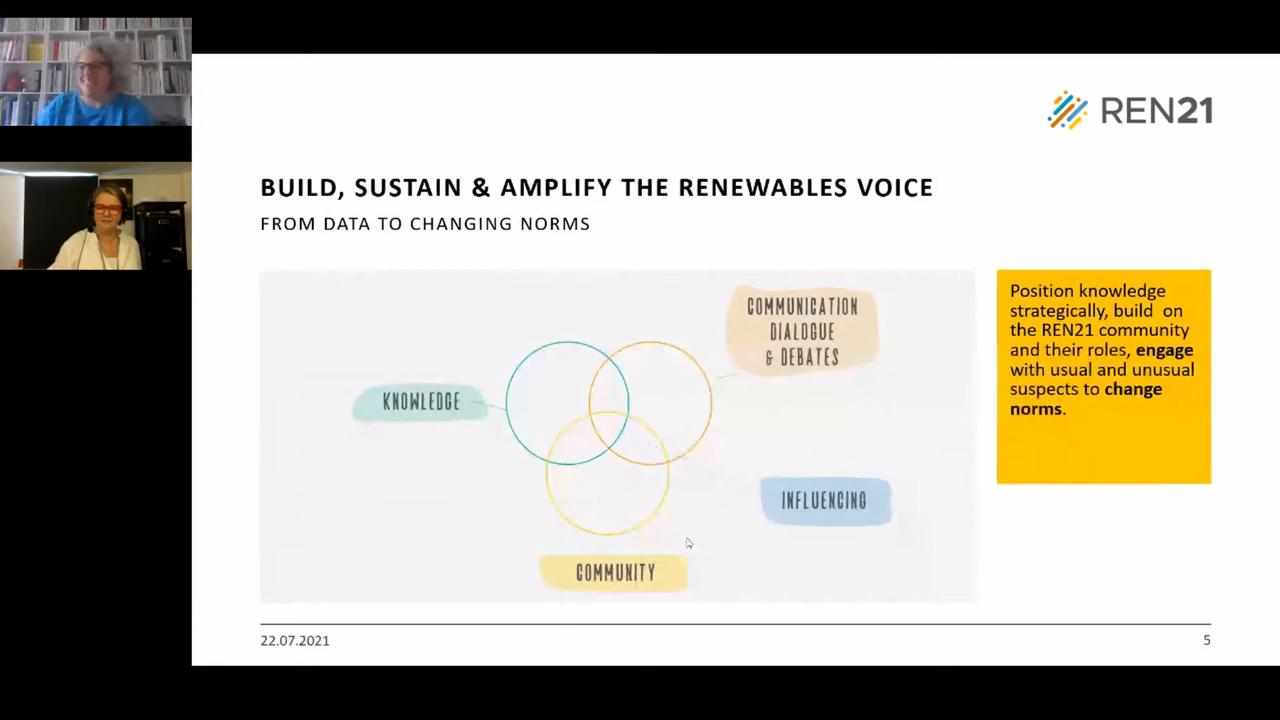 REN21
BUILD, SUSTAIN & AMPLIFY THE RENEWABLES VOICE
FROM DATA TO CHANGING NORMS
COMMUNICATION
DIALOGUE
& DEBATES
KNOWLEDGE
INFLUENCING
COMMUNITY
Position knowledge
strategically, build on
the REN21 community
and their roles, engage
with usual and unusual
suspects to change
norms.
22.07.2021
5